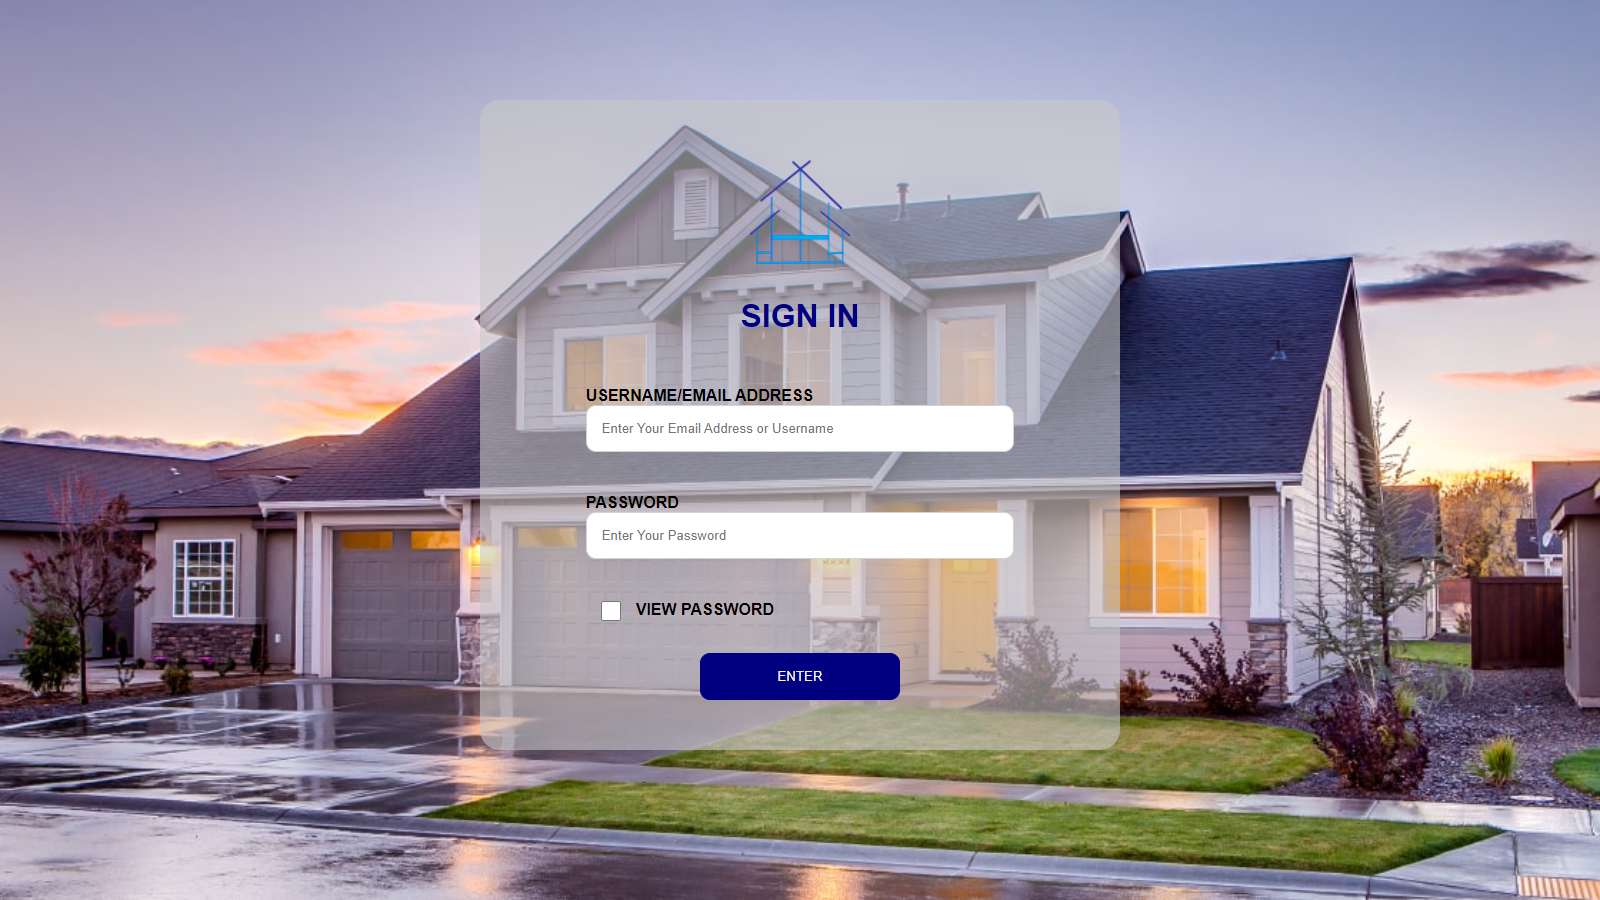 SIGN IN
USERNAME/EMAIL ADDRESS
Enter Your Email Address or Username
PASSWORD
Enter Your Password
VIEW PASSWORD
ENTER